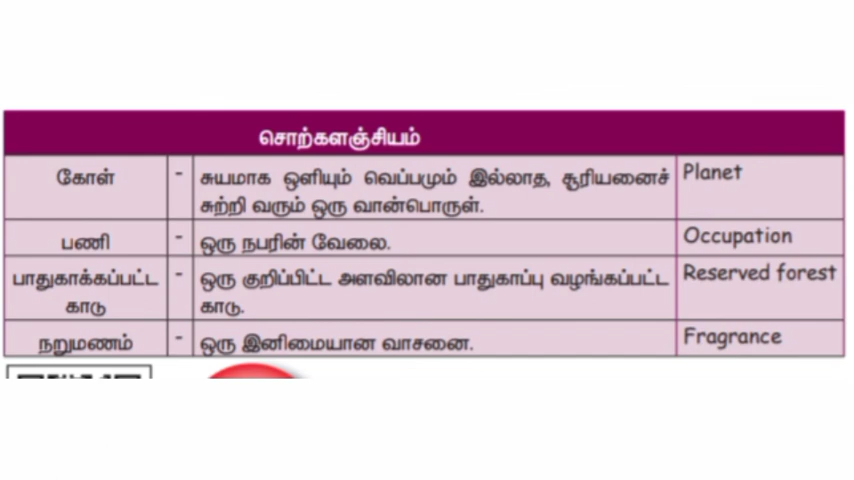 சொற்களஞ்சியம்
கோள் - சுயமாக ஒளியும் வெப்பமும் இல்லாத, சூரியனைச் Planet
சுற்றி வரும் ஒரு வான்பொருள்.
பணி - ஒரு நபரின் வேலை. Occupation
பாதுகாக்கப்பட்ட - ஒரு குறிப்பிட்ட அளவிலான பாதுகாப்பு வழங்கப்பட்ட Reserved forest
காடு காடு.
நறுமணம் - ஒரு இனிமையான வாசனை. Fragrance